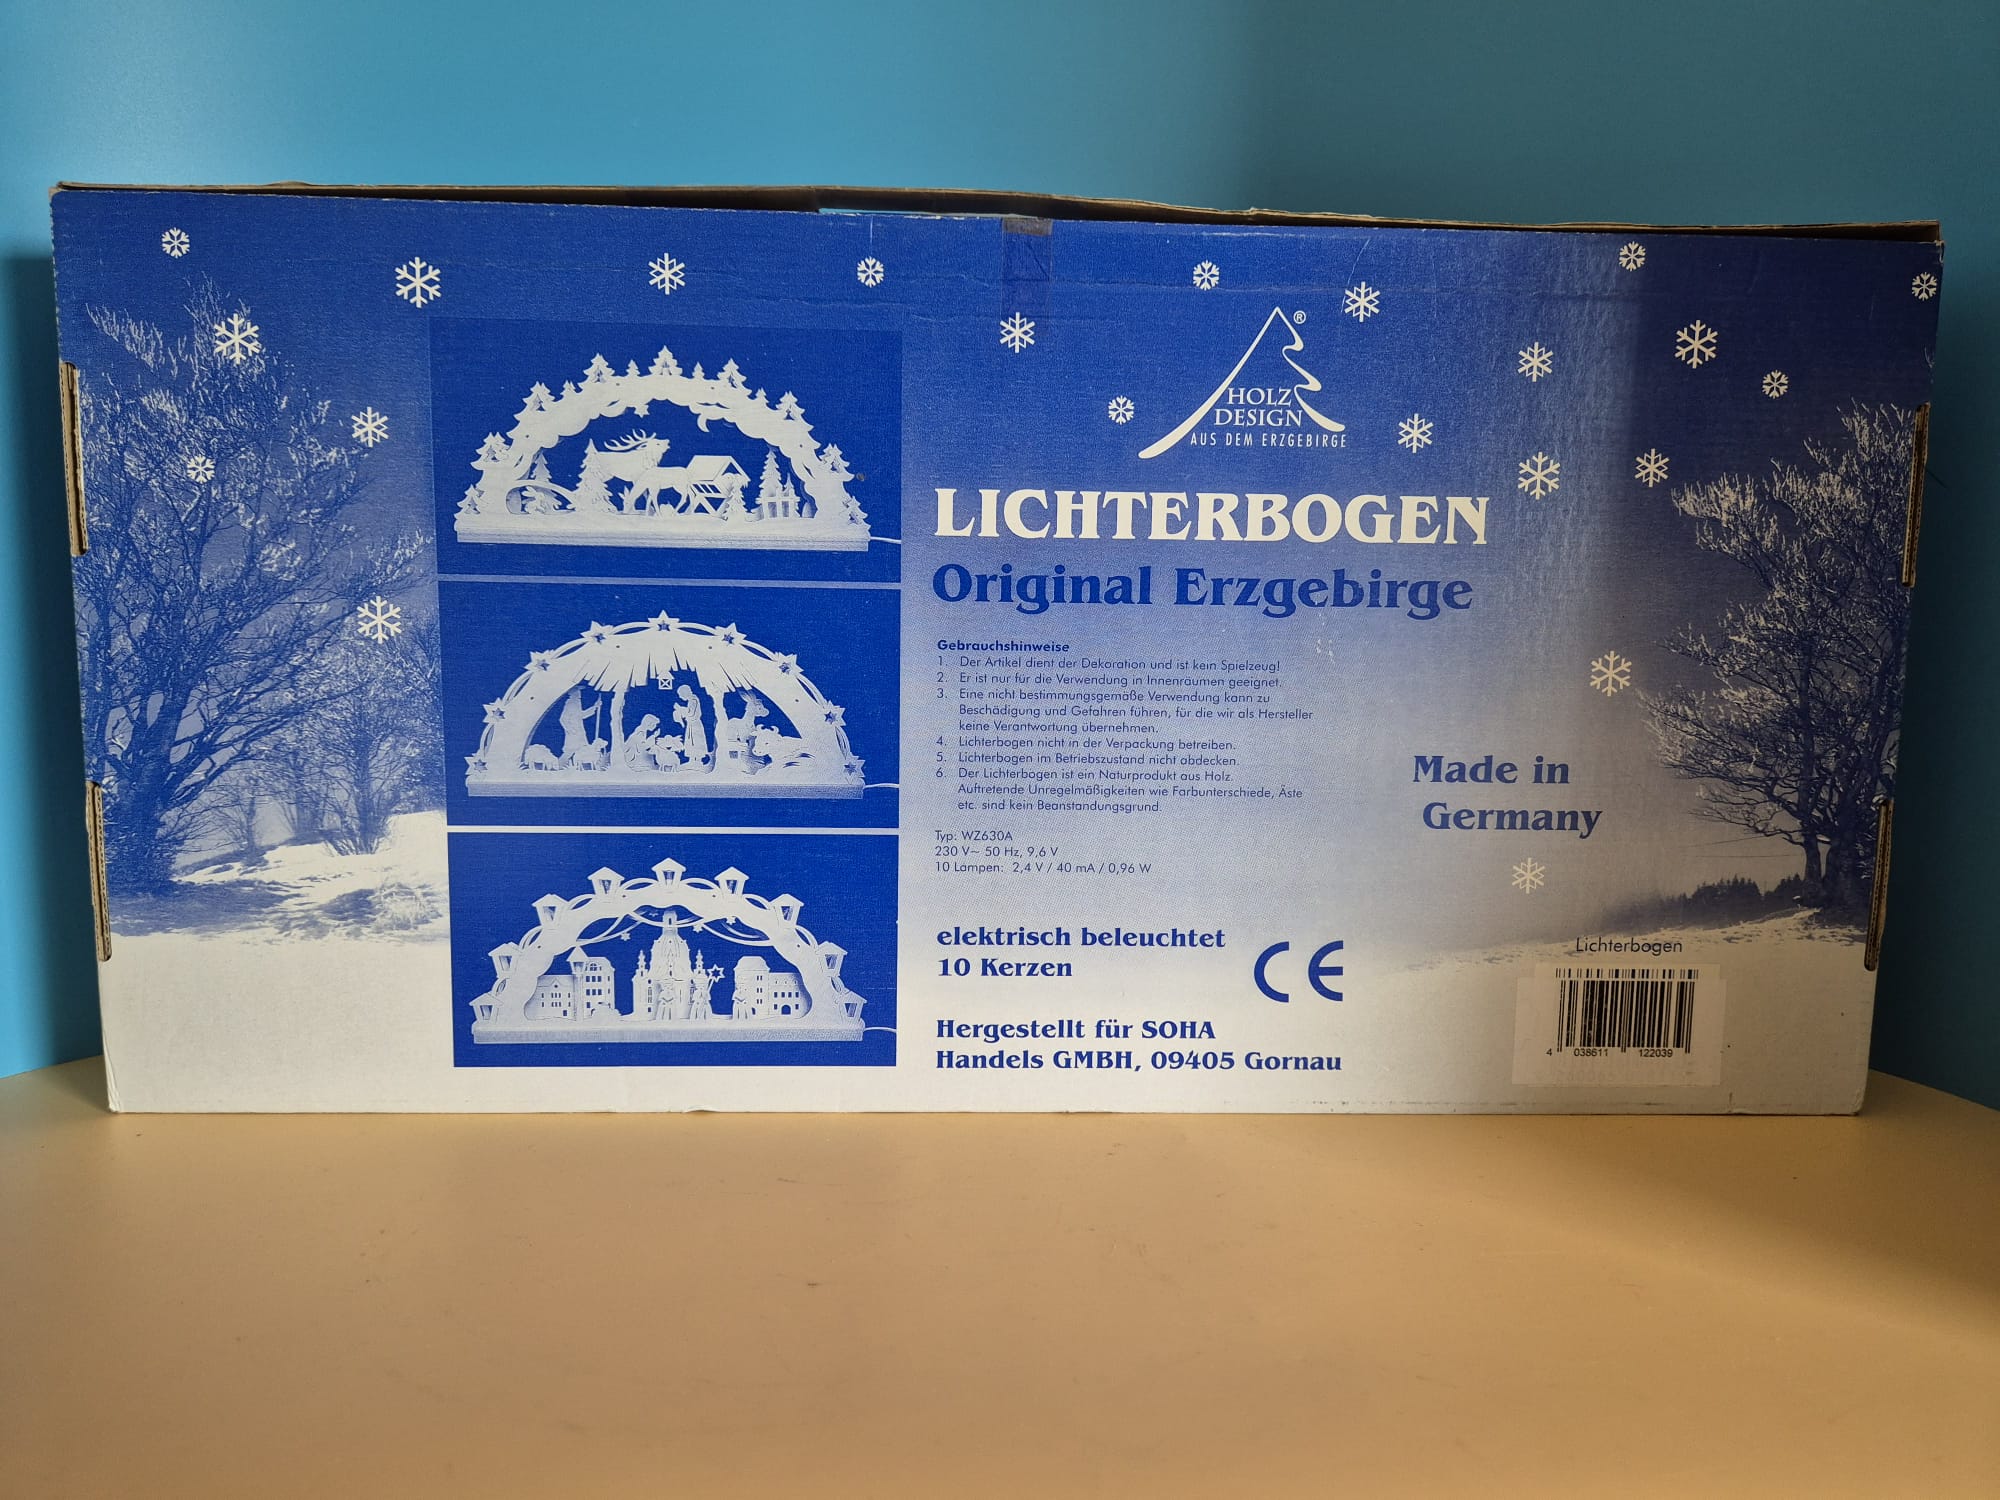 ®
HOLZ
DESIGN
AUS DEM ERZGEBIRGE
LICHTERBOGEN
Original Erzgebirge
Gebrauchshinweise
1. Der Artikel dient der Dekoration und ist kein Spielzeug!
2. Er ist nur für die Verwendung in Innenräumen geeignet.
3. Eine nicht bestimmungsgemäße Verwendung kann zu
Beschädigung und Gefahren führen, für die wir als Hersteller
keine Verantwortung übernehmen.
4. Lichterbogen nicht in der Verpackung betreiben.
5. Lichterbogen im Betriebszustand nicht abdecken.
6. Der Lichterbogen ist ein Naturprodukt aus Holz.
Auftretende Unregelmäßigkeiten wie Farbunterschiede, Äste
etc. sind kein Beanstandungsgrund.
Typ: WZ630A
230 V~ 50 Hz, 9,6 V
10 Lampen: 2,4 V / 40 mA / 0,96 W
elektrisch beleuchtet
10 Kerzen
CE
Hergestellt für SOHA
Handels GMBH, 09405 Gornau
Made in
Germany
Lichterbogen
4 038611 122039